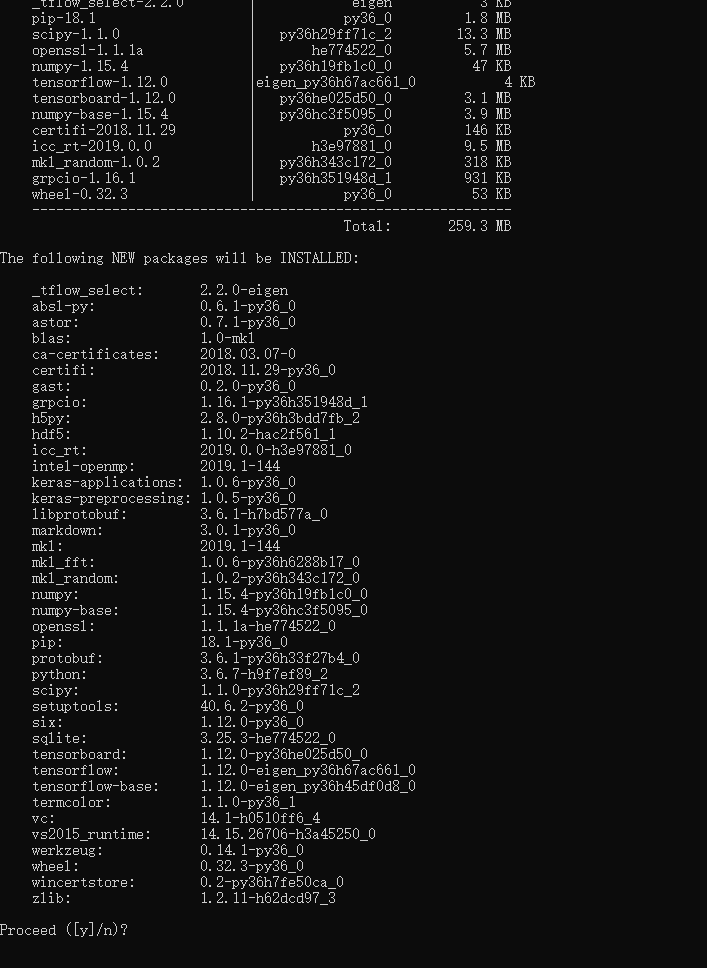 _tflow_select-2.2.0 | eigen 3 KB
pip-18.1 | py36_0 1.8 MB
scipy-1.1.0 | py36h29ff71c_2 13.3 MB
openssl-1.1.1a | he774522_0 5.7 MB
numpy-1.15.4 | py36h19fb1c0_0 47 KB
tensorflow-1.12.0 |eigen_py36h67ac661_0 4 KB
tensorboard-1.12.0 | py36he025d50_0 3.1 MB
numpy-base-1.15.4 | py36hc3f5095_0 3.9 MB
certifi-2018.11.29 | py36_0 146 KB
icc_rt-2019.0.0 | h3e97881_0 9.5 MB
mkl_random-1.0.2 | py36h343c172_0 318 KB
grpcio-1.16.1 | py36h351948d_1 931 KB
wheel-0.32.3 | py36_0 53 KB
------------------------------------------------------------
Total: 259.3 MB
The following NEW packages will be INSTALLED:
_tflow_select: 2.2.0-eigen
absl-py: 0.6.1-py36_0
astor: 0.7.1-py36_0
blas: 1.0-mkl
ca-certificates: 2018.03.07-0
certifi: 2018.11.29-py36_0
gast: 0.2.0-py36_0
grpcio: 1.16.1-py36h351948d_1
h5py: 2.8.0-py36h3bdd7fb_2
hdf5: 1.10.2-hac2f561_1
icc_rt: 2019.0.0-h3e97881_0
intel-openmp: 2019.1-144
keras-applications: 1.0.6-py36_0
keras-preprocessing: 1.0.5-py36_0
libprotobuf: 3.6.1-h7bd577a_0
markdown: 3.0.1-py36_0
mkl: 2019.1-144
mkl_fft: 1.0.6-py36h6288b17_0
mkl_random: 1.0.2-py36h343c172_0
numpy: 1.15.4-py36h19fb1c0_0
numpy-base: 1.15.4-py36hc3f5095_0
openssl: 1.1.1a-he774522_0
pip: 18.1-py36_0
protobuf: 3.6.1-py36h33f27b4_0
python: 3.6.7-h9f7ef89_2
scipy: 1.1.0-py36h29ff71c_2
setuptools: 40.6.2-py36_0
six: 1.12.0-py36_0
sqlite: 3.25.3-he774522_0
tensorboard: 1.12.0-py36he025d50_0
tensorflow: 1.12.0-eigen_py36h67ac661_0
tensorflow-base: 1.12.0-eigen_py36h45df0d8_0
termcolor: 1.1.0-py36_1
vc: 14.1-h0510ff6_4
vs2015_runtime: 14.15.26706-h3a45250_0
werkzeug: 0.14.1-py36_0
wheel: 0.32.3-py36_0
wincertstore: 0.2-py36h7fe50ca_0
zlib: 1.2.11-h62dcd97_3
Proceed ([y]/n)?